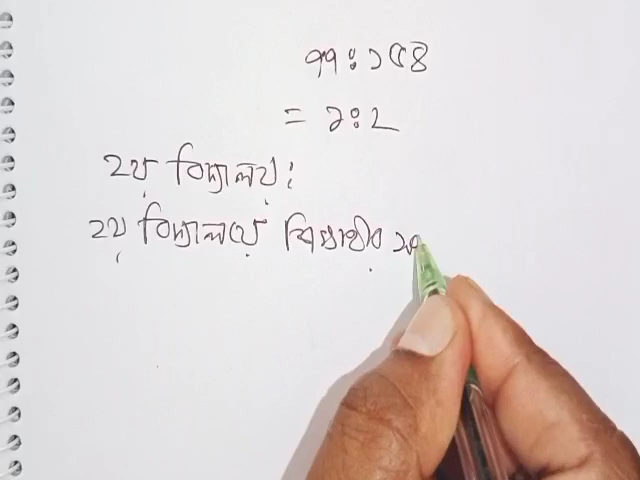 ৭৭ : ১৫৪
= ১ : ২
২য় বিদ্যালয় :
২য় বিদ্যালয়ে শিক্ষার্থীর